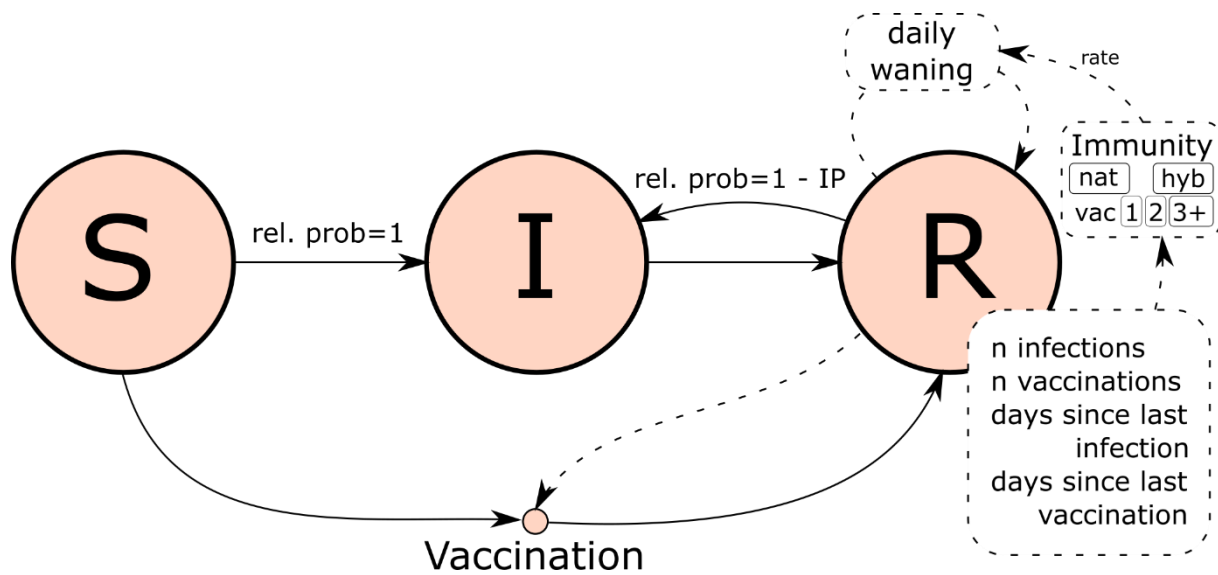 daily
waning
rate
Immunity
nat hyb
vac 1 2 3+
rel. prob=1 - IP
rel. prob=1
S
I
R
n infections
n vaccinations
days since last
infection
days since last
vaccination
Vaccination